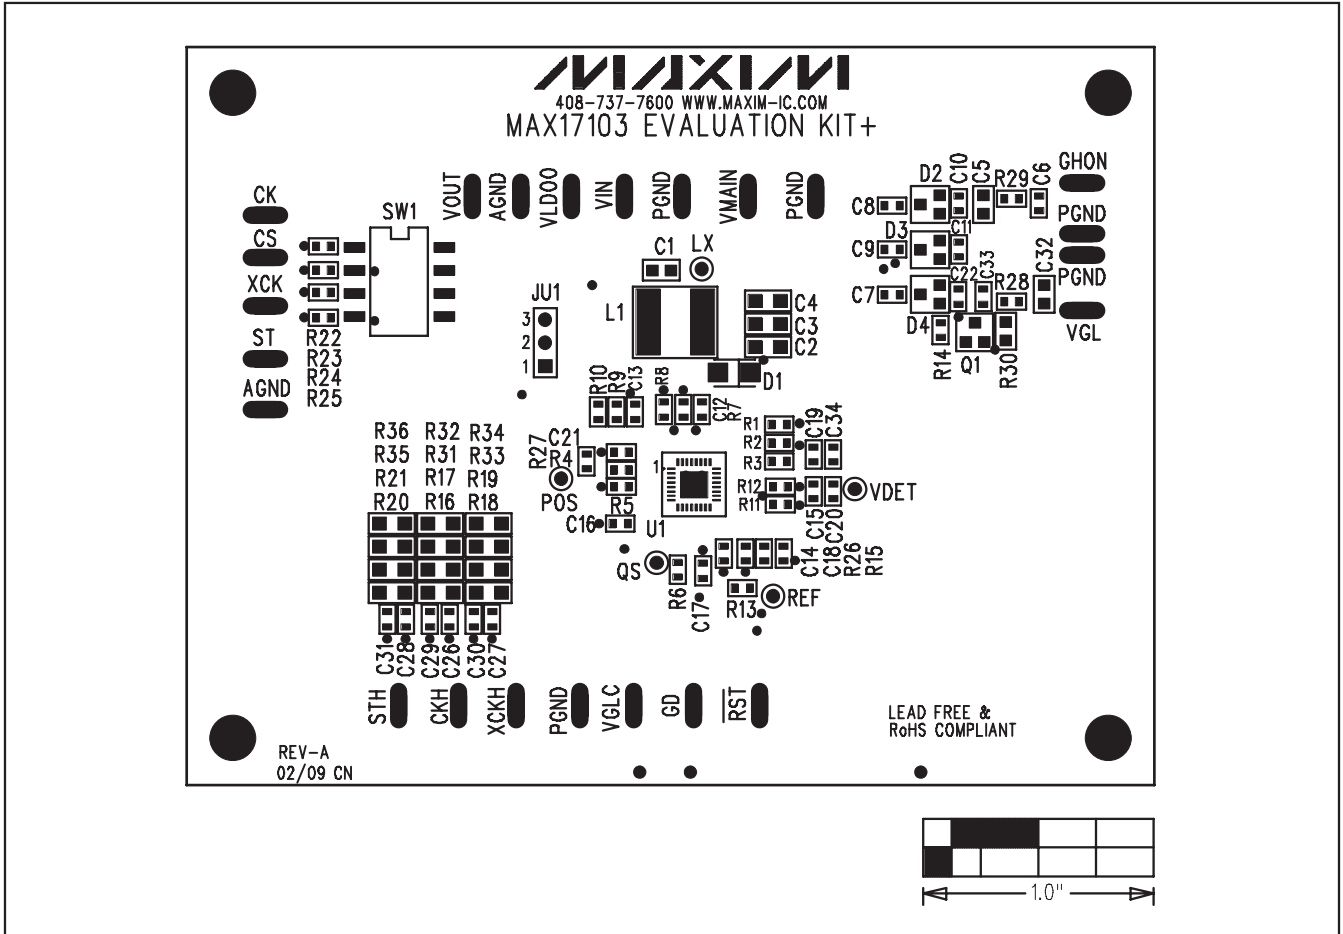 MAXIM
408-737-7600 WWW.MAXIM-IC.COM
MAX17103 EVALUATION KIT+
CK
CS
XCK
ST
AGND
SW1
R22
R23
R24
R25
VOUT
AGND
VLDOO
VIN
PGND
VMAIN
PGND
C1
LX
L1
JU1
3
2
1
C4
C3
C2
D1
D2
C10
C5
R29
C6
GHON
PGND
PGND
VGL
C8
D3
C11
C9
C7
C22
C33
R28
C32
D4
R14
Q1
R30
R10
R9
C13
R8
C12
R7
R1
R2
R3
C19
C34
R12
R11
C15
C20
VDET
R36 R32 R34
R35 R31 R33
R21 R17 R19
R20 R16 R18
R27
C21
R4
POS
R5
C16
1
U1
QS
R6
C17
R13
REF
C14
C18
R26
R15
C31
C28
C29
C26
C30
C27
STH
CKH
XCKH
PGND
VGLC
GD
RST
LEAD FREE &
RoHS COMPLIANT
REV-A
02/09 CN
1.0"